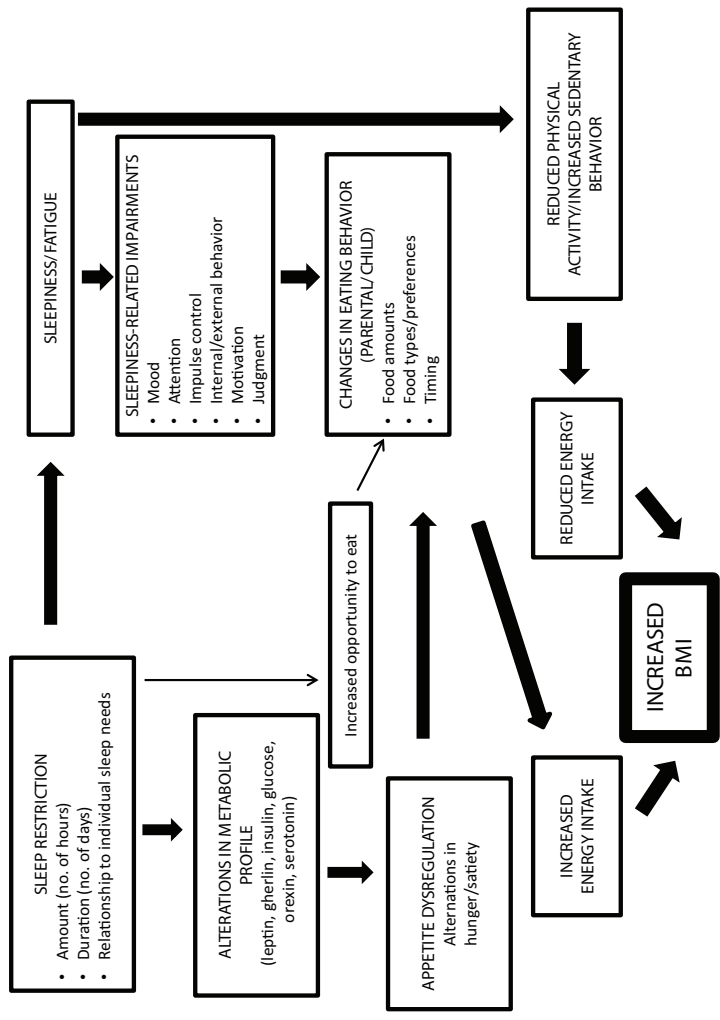 SLEEP RESTRICTION
• Amount (no. of hours)
• Duration (no. of days)
• Relationship to individual sleep needs
SLEEPINESS/FATIGUE
ALTERATIONS IN METABOLIC
PROFILE
(leptin, gherlin, insulin, glucose,
orexin, serotonin)
SLEEPINESS-RELATED IMPAIRMENTS
• Mood
• Attention
• Impulse control
• Internal/external behavior
• Motivation
• Judgment
Increased opportunity to eat
CHANGES IN EATING BEHAVIOR
(PARENTAL/CHILD)
• Food amounts
• Food types/preferences
• Timing
APPETITE DYSREGULATION
Alternations in
hunger/satiety
INCREASED
ENERGY INTAKE
REDUCED ENERGY
INTAKE
REDUCED PHYSICAL
ACTIVITY/INCREASED SEDENTARY
BEHAVIOR
INCREASED
BMI